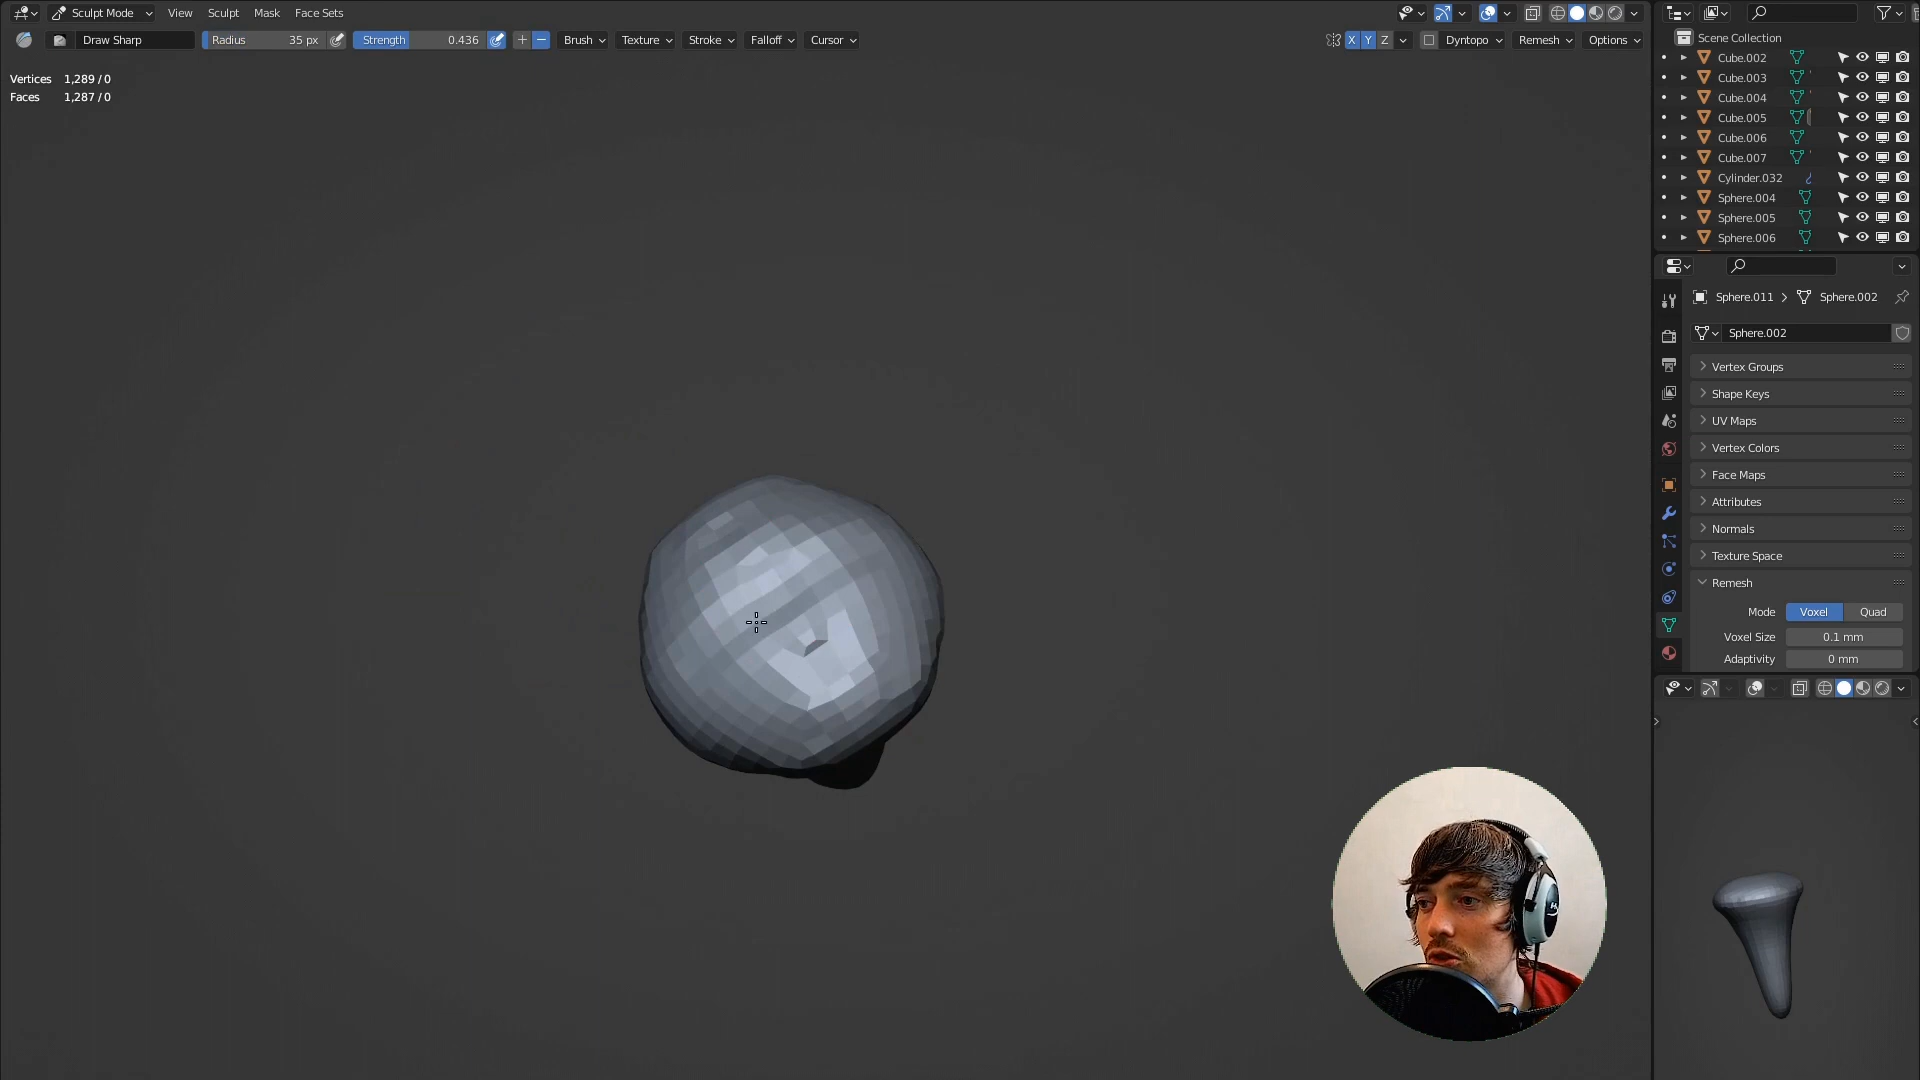 Sculpt Mode View Sculpt Mask Face Sets
Draw Sharp Radius 35 px Strength 0.436 + − Brush Texture Stroke Falloff Cursor X Y Z Dyntopo Remesh Options
Vertices 1,289 / 0
Faces 1,287 / 0
Scene Collection
Cube.002
Cube.003
Cube.004
Cube.005
Cube.006
Cube.007
Cylinder.032
Sphere.004
Sphere.005
Sphere.006
Sphere.011 Sphere.002
Sphere.002
Vertex Groups
Shape Keys
UV Maps
Vertex Colors
Face Maps
Attributes
Normals
Texture Space
Remesh
Mode Voxel Quad
Voxel Size 0.1 mm
Adaptivity 0 mm